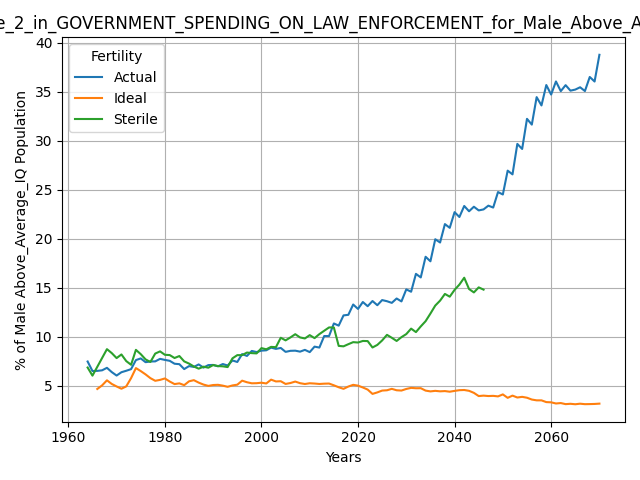 e_2_in_GOVERNMENT_SPENDING_ON_LAW_ENFORCEMENT_for_Male_Above_A
Fertility
Actual
Ideal
Sterile
% of Male Above_Average_IQ Population
40
35
30
25
20
15
10
5
1960 1980 2000 2020 2040 2060
Years